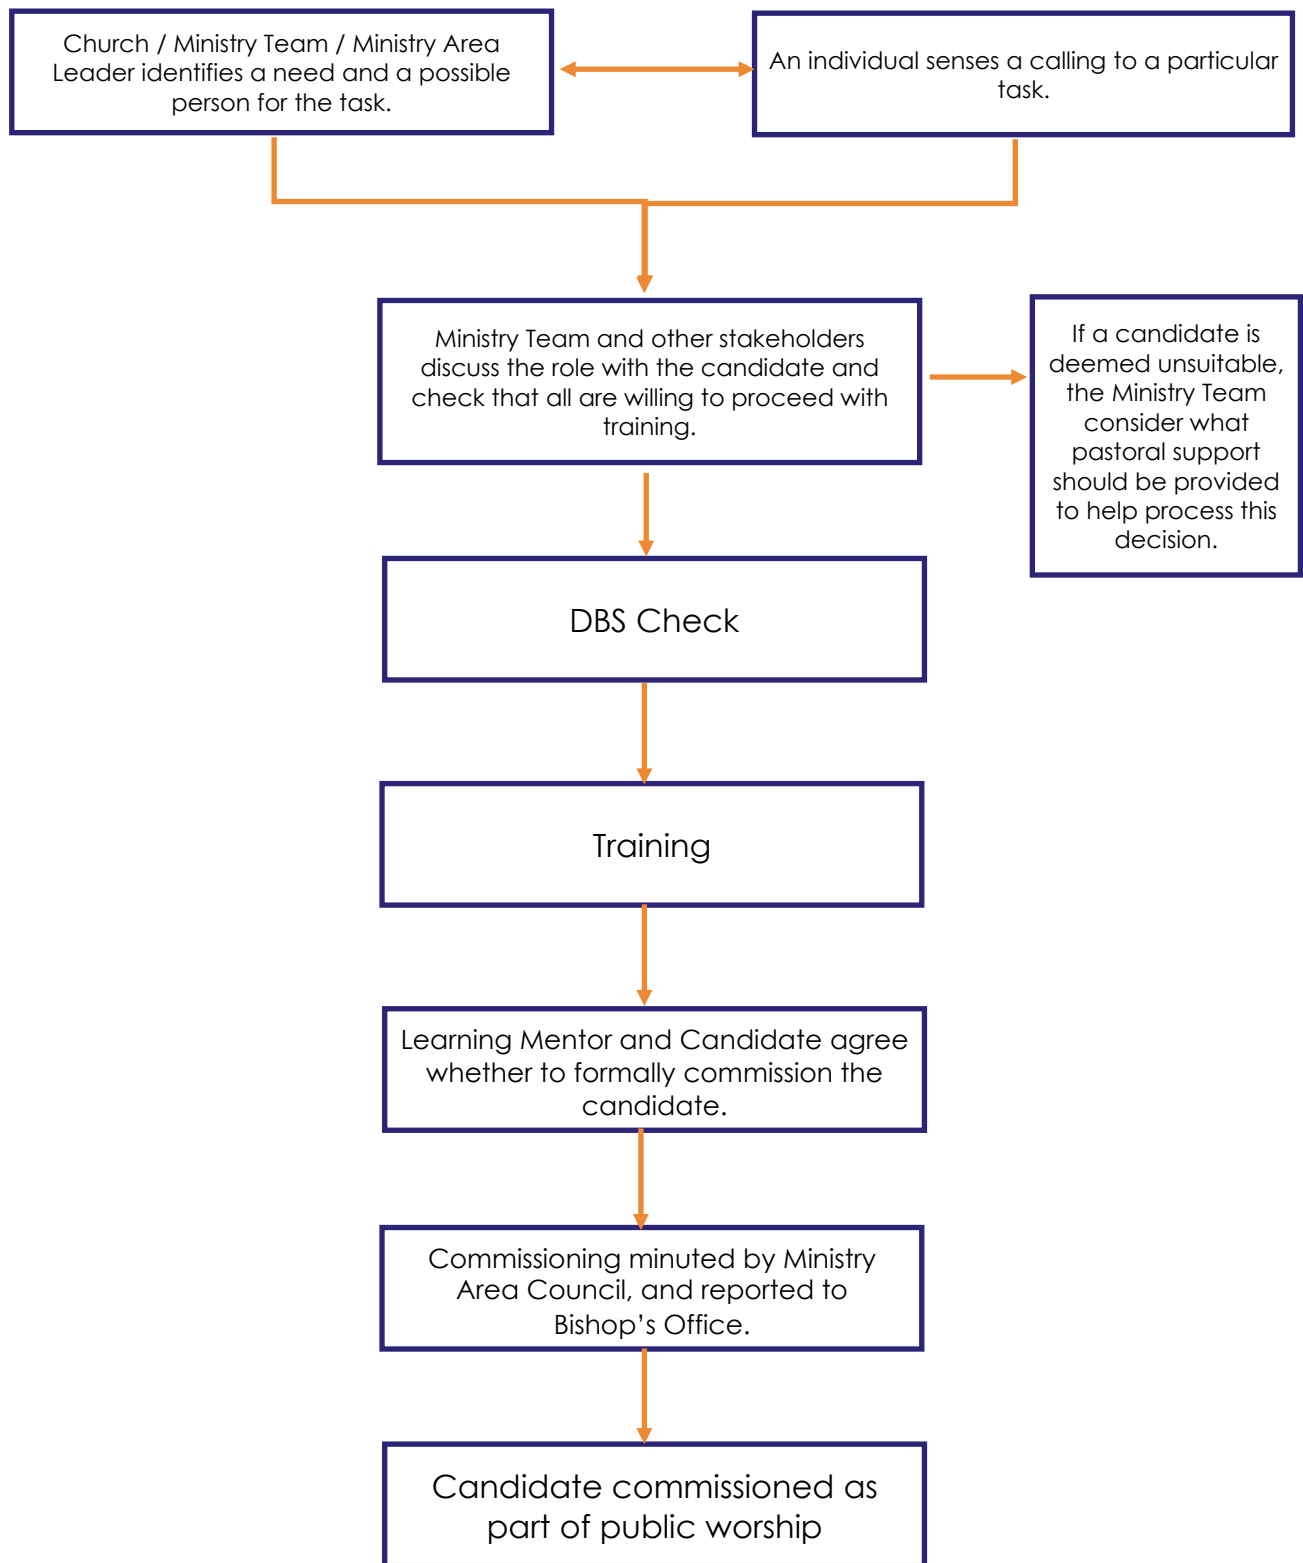 Church / Ministry Team / Ministry Area
Leader identifies a need and a possible
person for the task.
An individual senses a calling to a particular
task.
Ministry Team and other stakeholders
discuss the role with the candidate and
check that all are willing to proceed with
training.
If a candidate is
deemed unsuitable,
the Ministry Team
consider what
pastoral support
should be provided
to help process this
decision.
DBS Check
Training
Learning Mentor and Candidate agree
whether to formally commission the
candidate.
Commissioning minuted by Ministry
Area Council, and reported to
Bishop’s Office.
Candidate commissioned as
part of public worship